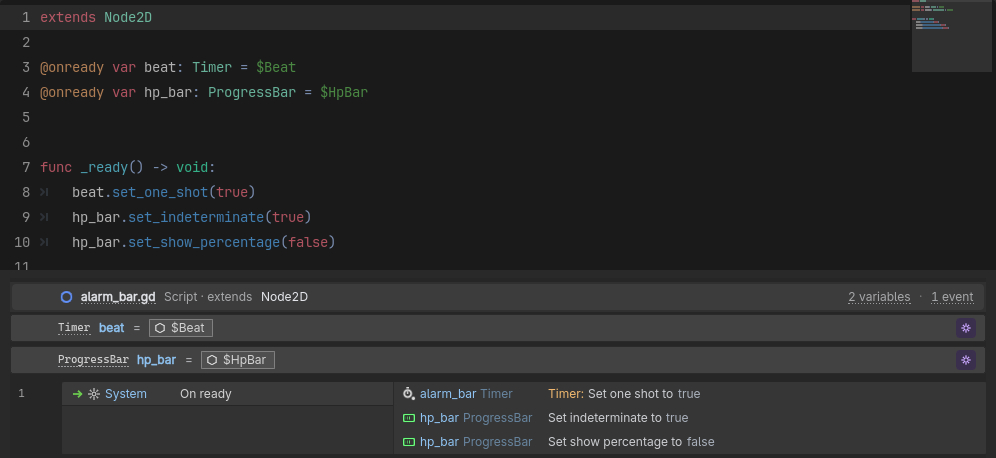 1 extends Node2D
2
3 @onready var beat: Timer = $Beat
4 @onready var hp_bar: ProgressBar = $HpBar
5
6
7 func _ready() -> void:
8 beat.set_one_shot(true)
9 hp_bar.set_indeterminate(true)
10 hp_bar.set_show_percentage(false)
11
alarm_bar.gd Script · extends Node2D 2 variables · 1 event
Timer beat = $Beat
ProgressBar hp_bar = $HpBar
1 System On ready alarm_bar Timer Timer: Set one shot to true
hp_bar ProgressBar Set indeterminate to true
hp_bar ProgressBar Set show percentage to false